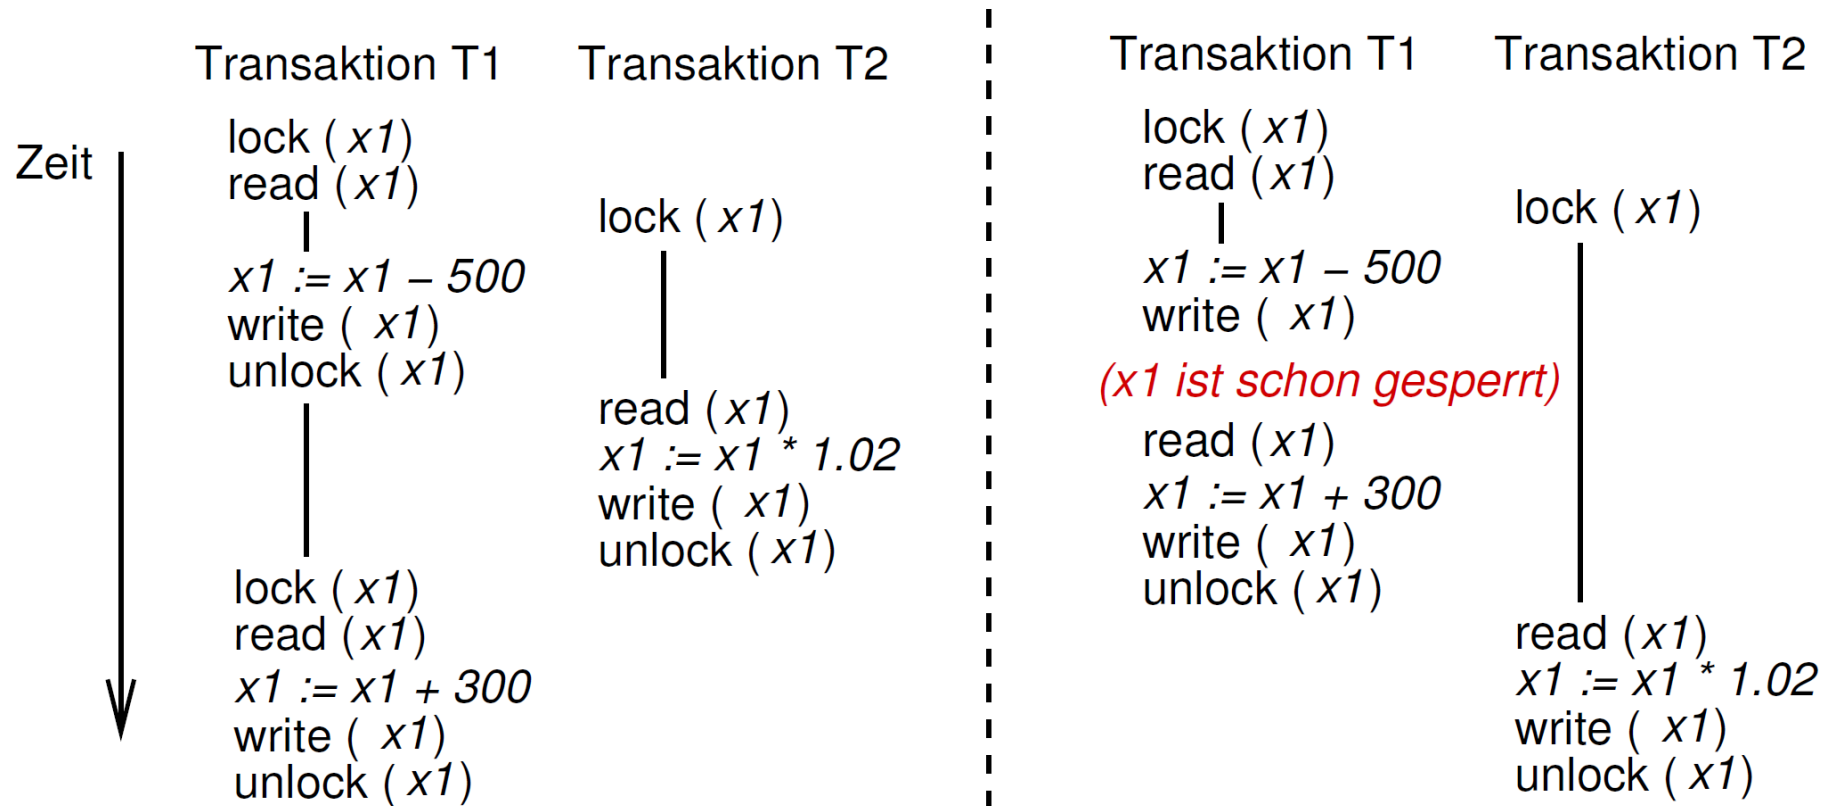 Transaktion T1
Transaktion T2
Zeit
lock ( x1)
read ( x1)
lock ( x1)
x1 := x1 – 500
write ( x1)
unlock ( x1)
read ( x1)
x1 := x1 * 1.02
write ( x1)
unlock ( x1)
lock ( x1)
read ( x1)
x1 := x1 + 300
write ( x1)
unlock ( x1)
Transaktion T1
Transaktion T2
lock ( x1)
read ( x1)
lock ( x1)
x1 := x1 – 500
write ( x1)
(x1 ist schon gesperrt)
read ( x1)
x1 := x1 + 300
write ( x1)
unlock ( x1)
read ( x1)
x1 := x1 * 1.02
write ( x1)
unlock ( x1)